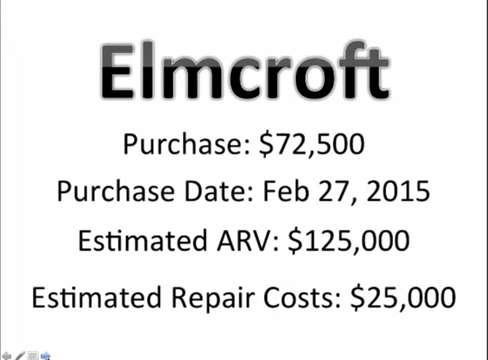 Elmcroft
Purchase: $72,500
Purchase Date: Feb 27, 2015
Estimated ARV: $125,000
Estimated Repair Costs: $25,000